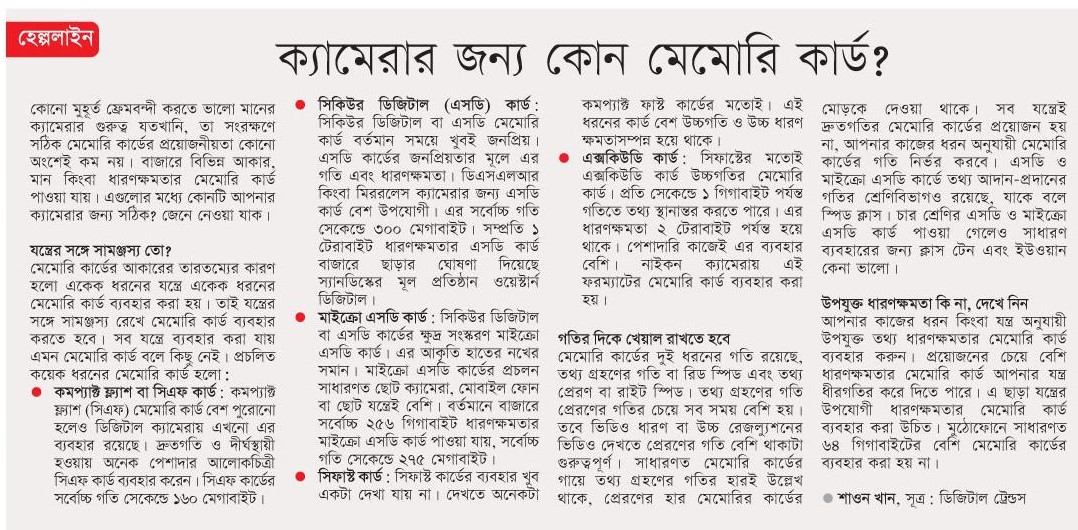 হেল্পলাইন
ক্যামেরার জন্য কোন মেমোরি কার্ড?
কোনো মুহূর্ত ফ্রেমবন্দী করতে ভালো মানের
ক্যামেরার গুরুত্ব যতখানি, তা সংরক্ষণে
সঠিক মেমোরি কার্ডের প্রয়োজনীয়তা কোনো
অংশেই কম নয়। বাজারে বিভিন্ন আকার,
মান কিংবা ধারণক্ষমতার মেমোরি কার্ড
পাওয়া যায়। এগুলোর মধ্যে কোনটি আপনার
ক্যামেরার জন্য সঠিক? জেনে নেওয়া যাক।
যন্ত্রের সঙ্গে সামঞ্জস্য তো?
মেমোরি কার্ডের আকারের তারতম্যের কারণ
হলো একেক ধরনের যন্ত্রে একেক ধরনের
মেমোরি কার্ড ব্যবহার করা হয়। তাই যন্ত্রের
সঙ্গে সামঞ্জস্য রেখে মেমোরি কার্ড ব্যবহার
করতে হবে। সব যন্ত্রে ব্যবহার করা যায়
এমন মেমোরি কার্ড বলে কিছু নেই। প্রচলিত
কয়েক ধরনের মেমোরি কার্ড হলো :
● কমপ্যাক্ট ফ্ল্যাশ বা সিএফ কার্ড : কমপ্যাক্ট
ফ্ল্যাশ (সিএফ) মেমোরি কার্ড বেশ পুরোনো
হলেও ডিজিটাল ক্যামেরায় এখনো এর
ব্যবহার রয়েছে। দ্রুতগতি ও দীর্ঘস্থায়ী
হওয়ায় অনেক পেশাদার আলোকচিত্রী
সিএফ কার্ড ব্যবহার করেন। সিএফ কার্ডের
সর্বোচ্চ গতি সেকেন্ডে ১৬০ মেগাবাইট।
● সিকিউর ডিজিটাল (এসডি) কার্ড :
সিকিউর ডিজিটাল বা এসডি মেমোরি
কার্ড বর্তমান সময়ে খুবই জনপ্রিয়।
এসডি কার্ডের জনপ্রিয়তার মূলে এর
গতি এবং ধারণক্ষমতা। ডিএসএলআর
কিংবা মিররলেস ক্যামেরার জন্য এসডি
কার্ড বেশ উপযোগী। এর সর্বোচ্চ গতি
সেকেন্ডে ৩০০ মেগাবাইট। সম্প্রতি ১
টেরাবাইট ধারণক্ষমতার এসডি কার্ড
বাজারে ছাড়ার ঘোষণা দিয়েছে
স্যানডিস্কের মূল প্রতিষ্ঠান ওয়েস্টার্ন
ডিজিটাল।
● মাইক্রো এসডি কার্ড : সিকিউর ডিজিটাল
বা এসডি কার্ডের ক্ষুদ্র সংস্করণ মাইক্রো
এসডি কার্ড। এর আকৃতি হাতের নখের
সমান। মাইক্রো এসডি কার্ডের প্রচলন
সাধারণত ছোট ক্যামেরা, মোবাইল ফোন
বা ছোট যন্ত্রেই বেশি। বর্তমানে বাজারে
সর্বোচ্চ ২৫৬ গিগাবাইট ধারণক্ষমতার
মাইক্রো এসডি কার্ড পাওয়া যায়, সর্বোচ্চ
গতি সেকেন্ডে ২৭৫ মেগাবাইট।
● সিফাস্ট কার্ড : সিফাস্ট কার্ডের ব্যবহার খুব
একটা দেখা যায় না। দেখতে অনেকটা
কমপ্যাক্ট ফাস্ট কার্ডের মতোই। এই
ধরনের কার্ড বেশ উচ্চগতি ও উচ্চ ধারণ
ক্ষমতাসম্পন্ন হয়ে থাকে।
● এক্সকিউডি কার্ড : সিফাস্টের মতোই
এক্সকিউডি কার্ড উচ্চগতির মেমোরি
কার্ড। প্রতি সেকেন্ডে ১ গিগাবাইট পর্যন্ত
গতিতে তথ্য স্থানান্তর করতে পারে। এর
ধারণক্ষমতা ২ টেরাবাইট পর্যন্ত হয়ে
থাকে। পেশাদারি কাজেই এর ব্যবহার
বেশি। নাইকন ক্যামেরায় এই
ফরম্যাটের মেমোরি কার্ড ব্যবহার করা
হয়।
গতির দিকে খেয়াল রাখতে হবে
মেমোরি কার্ডের দুই ধরনের গতি রয়েছে,
তথ্য গ্রহণের গতি বা রিড স্পিড এবং তথ্য
প্রেরণ বা রাইট স্পিড। তথ্য গ্রহণের গতি
প্রেরণের গতির চেয়ে সব সময় বেশি হয়।
তবে ভিডিও ধারণ বা উচ্চ রেজল্যুশনের
ভিডিও দেখতে প্রেরণের গতি বেশি থাকাটা
গুরুত্বপূর্ণ। সাধারণত মেমোরি কার্ডের
গায়ে তথ্য গ্রহণের গতির হারই উল্লেখ
থাকে, প্রেরণের হার মেমোরির কার্ডের
মোড়কে দেওয়া থাকে। সব যন্ত্রেই
দ্রুতগতির মেমোরি কার্ডের প্রয়োজন হয়
না, আপনার কাজের ধরন অনুযায়ী মেমোরি
কার্ডের গতি নির্ভর করবে। এসডি ও
মাইক্রো এসডি কার্ডে তথ্য আদান-প্রদানের
গতির শ্রেণিবিভাগও রয়েছে, যাকে বলে
স্পিড ক্লাস। চার শ্রেণির এসডি ও মাইক্রো
এসডি কার্ড পাওয়া গেলেও সাধারণ
ব্যবহারের জন্য ক্লাস টেন এবং ইউওয়ান
কেনা ভালো।
উপযুক্ত ধারণক্ষমতা কি না, দেখে নিন
আপনার কাজের ধরন কিংবা যন্ত্র অনুযায়ী
উপযুক্ত তথ্য ধারণক্ষমতার মেমোরি কার্ড
ব্যবহার করুন। প্রয়োজনের চেয়ে বেশি
ধারণক্ষমতার মেমোরি কার্ড আপনার যন্ত্র
ধীরগতির করে দিতে পারে। এ ছাড়া যন্ত্রের
উপযোগী ধারণক্ষমতার মেমোরি কার্ড
ব্যবহার করা উচিত। মুঠোফোনে সাধারণত
৬৪ গিগাবাইটের বেশি মেমোরি কার্ডের
ব্যবহার করা হয় না।
● শাওন খান, সূত্র : ডিজিটাল ট্রেন্ডস